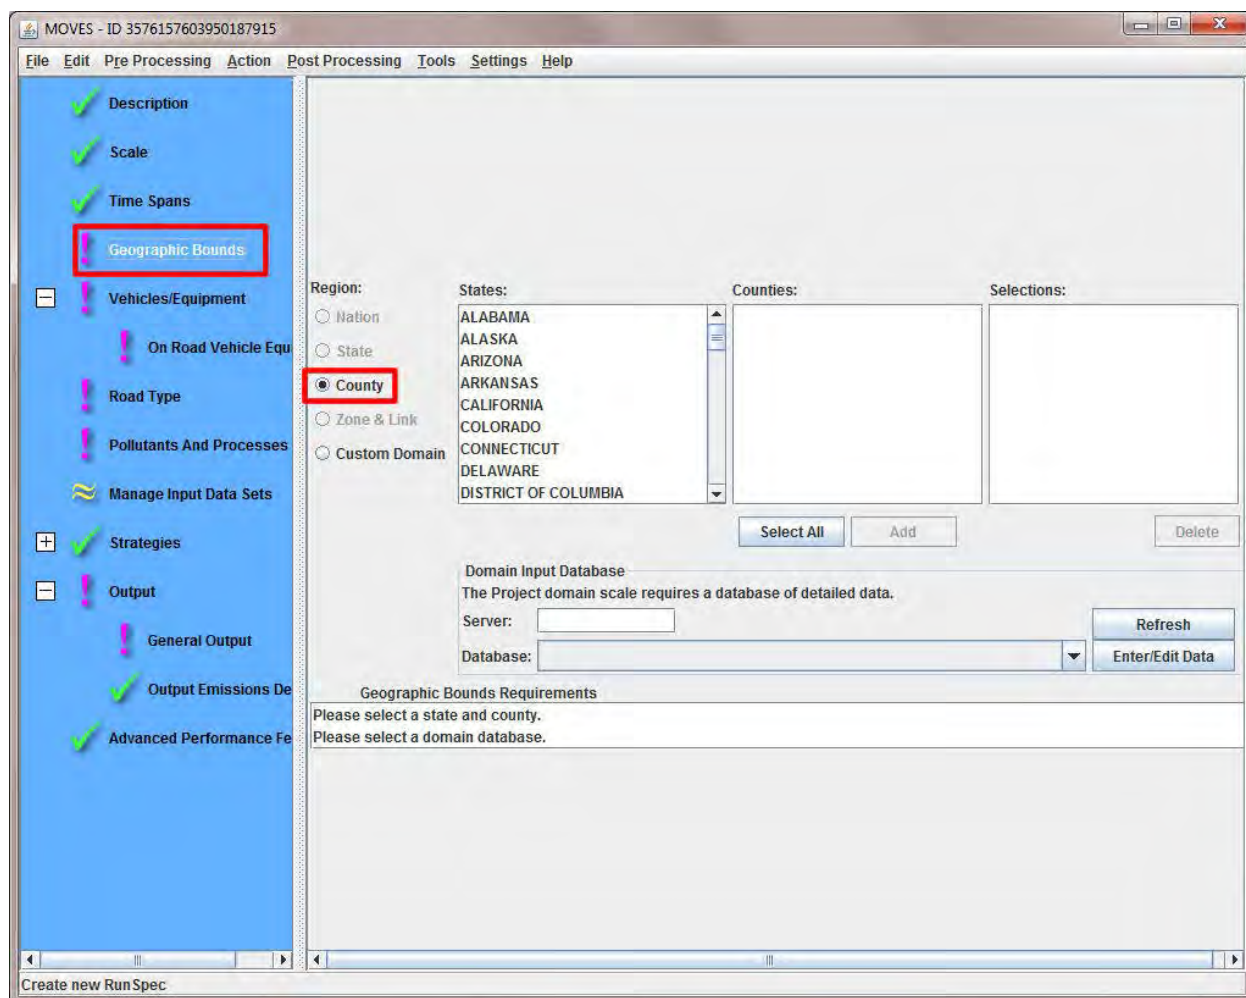 MOVES - ID 3576157603950187915
File Edit Pre Processing Action Post Processing Tools Settings Help
Description
Scale
Time Spans
Geographic Bounds
Vehicles/Equipment
On Road Vehicle Equ
Road Type
Pollutants And Processes
Manage Input Data Sets
Strategies
Output
General Output
Output Emissions De
Advanced Performance Fe
Region:
Nation
State
County
Zone & Link
Custom Domain
States:
ALABAMA
ALASKA
ARIZONA
ARKANSAS
CALIFORNIA
COLORADO
CONNECTICUT
DELAWARE
DISTRICT OF COLUMBIA
Counties:
Selections:
Select All Add Delete
Domain Input Database
The Project domain scale requires a database of detailed data.
Server:
Refresh
Database:
Enter/Edit Data
Geographic Bounds Requirements
Please select a state and county.
Please select a domain database.
Create new RunSpec